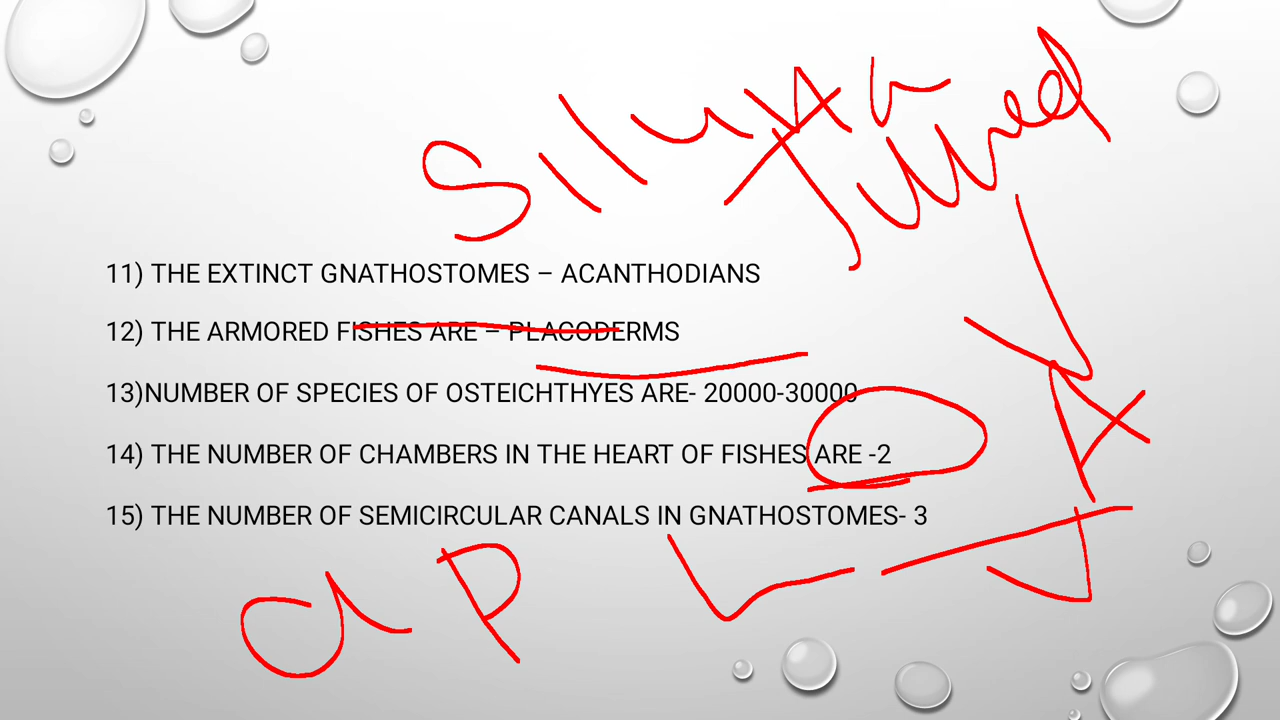 11) THE EXTINCT GNATHOSTOMES – ACANTHODIANS
12) THE ARMORED FISHES ARE – PLACODERMS
13)NUMBER OF SPECIES OF OSTEICHTHYES ARE- 20000-30000
14) THE NUMBER OF CHAMBERS IN THE HEART OF FISHES ARE -2
15) THE NUMBER OF SEMICIRCULAR CANALS IN GNATHOSTOMES- 3